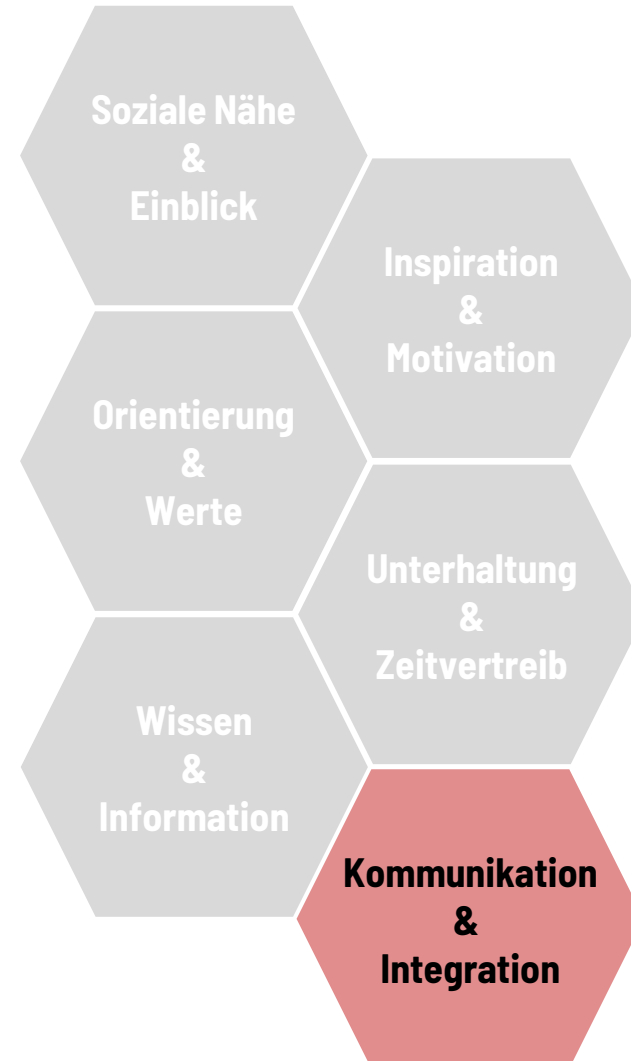 Soziale Nähe
&
Einblick
Inspiration
&
Motivation
Orientierung
&
Werte
Unterhaltung
&
Zeitvertreib
Wissen
&
Information
Kommunikation
&
Integration